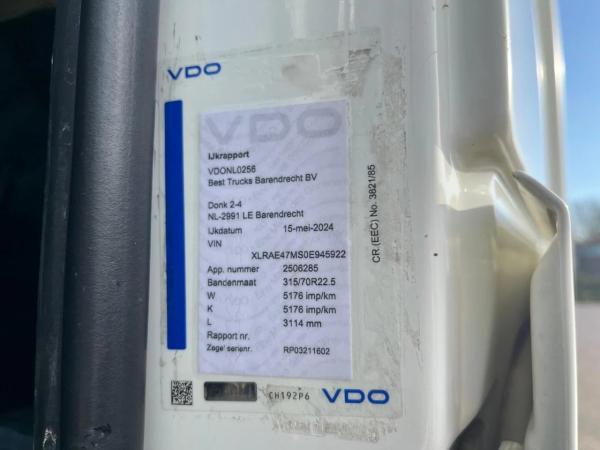 VDO
VDO
IJkrapport
VDONL0256
Best Trucks Barendrecht BV
Donk 2-4
NL-2991 LE Barendrecht
IJkdatum 15-mei-2024
VIN
XLRAE47MS0E945922
App. nummer 2506285
Bandenmaat 315/70R22.5
W 5176 imp/km
K 5176 imp/km
L 3114 mm
Rapport nr.
Zegel serienr. RP03211602
CR.(EEC) No. 3821/85
CH192P6
VDO